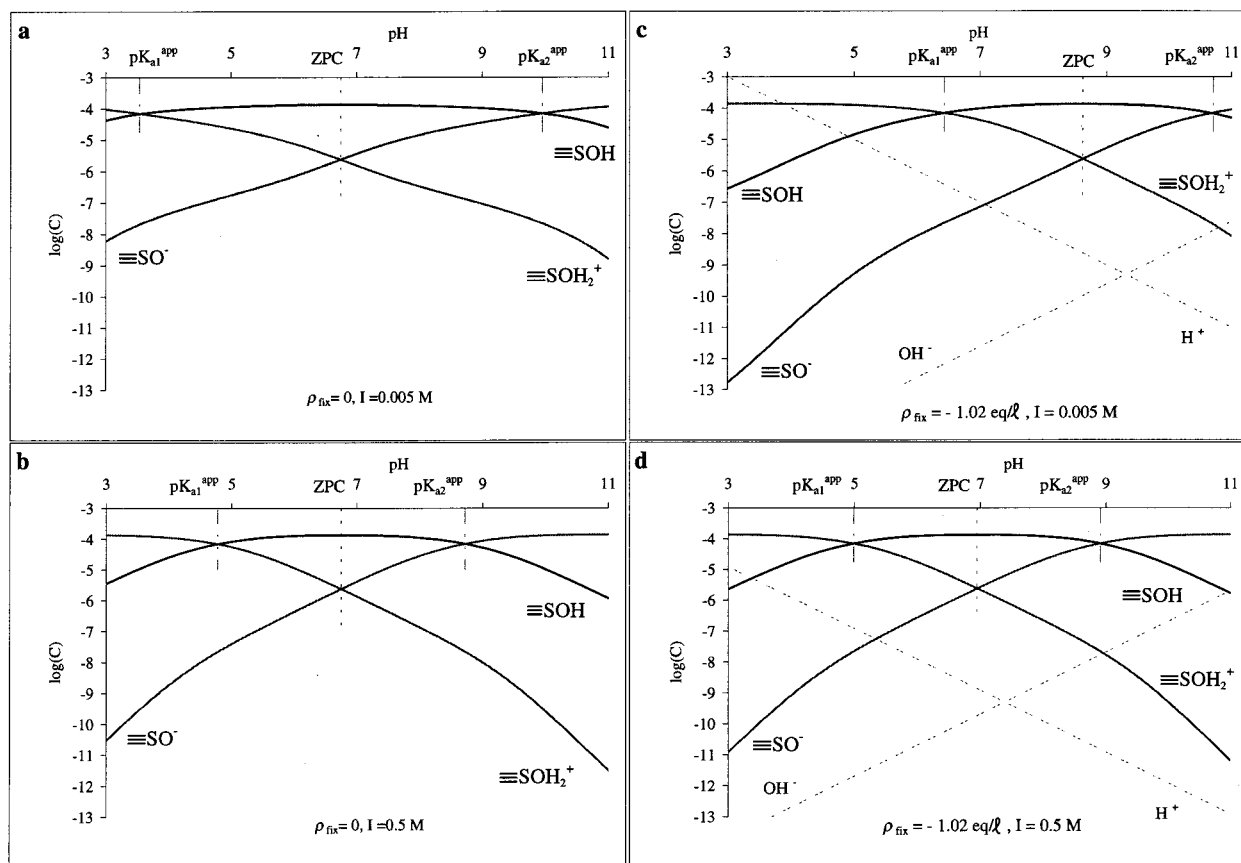 a
pH
3 5 7 9 11
pKa1app ZPC pKa2app
-3
-4
-5
-6
-7
-8
-9
-10
-11
-12
-13
log(C)
≡SOH
≡SO-
≡SOH2+
ρfix= 0, I =0.005 M
c
pH
3 5 7 9 11
pKa1app ZPC pKa2app
-3
-4
-5
-6
-7
-8
-9
-10
-11
-12
-13
log(C)
≡SOH
≡SOH2+
OH-
H+
≡SO-
ρfix = - 1.02 eq/ℓ , I = 0.005 M
b
pH
3 5 7 9 11
pKa1app ZPC pKa2app
-3
-4
-5
-6
-7
-8
-9
-10
-11
-12
-13
log(C)
≡SOH
≡SO-
≡SOH2+
ρfix= 0, I =0.5 M
d
pH
3 5 7 9 11
pKa1app ZPC pKa2app
-3
-4
-5
-6
-7
-8
-9
-10
-11
-12
-13
log(C)
≡SOH
≡SOH2+
≡SO-
OH-
H+
ρfix = - 1.02 eq/ℓ , I = 0.5 M